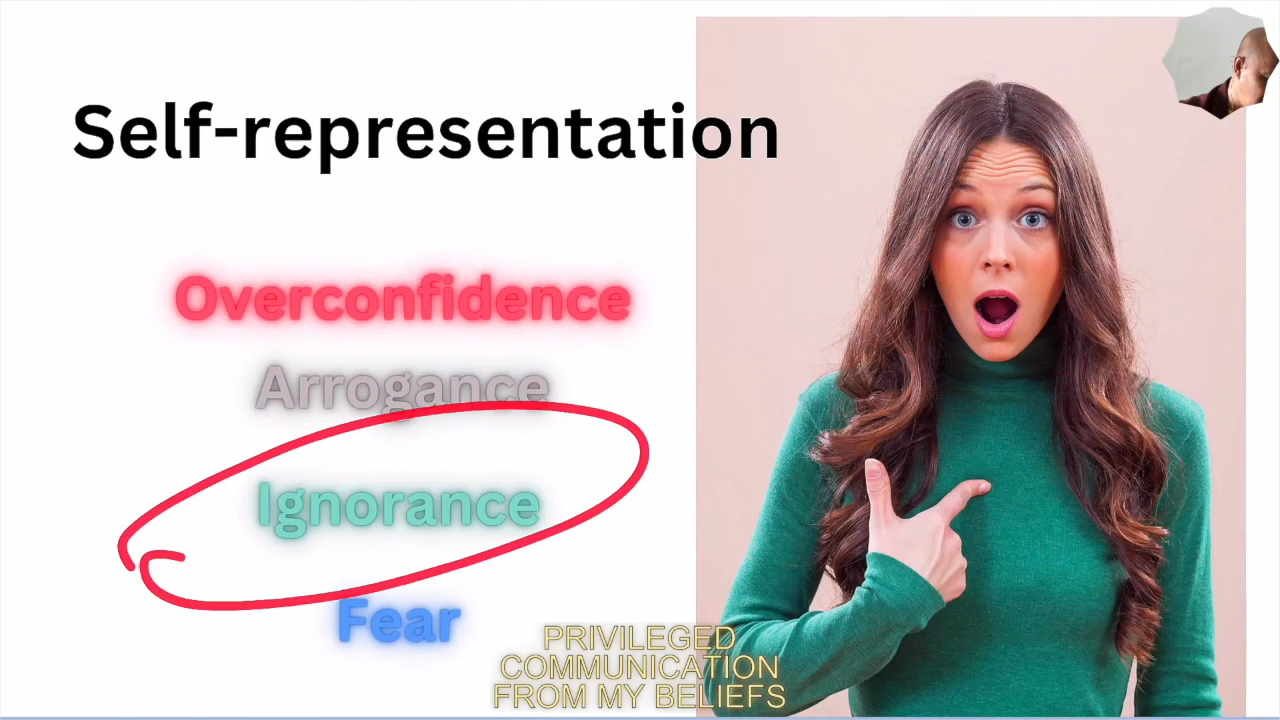 Self-representation
Overconfidence
Arrogance
Ignorance
Fear
PRIVILEGED
COMMUNICATION
FROM MY BELIEFS